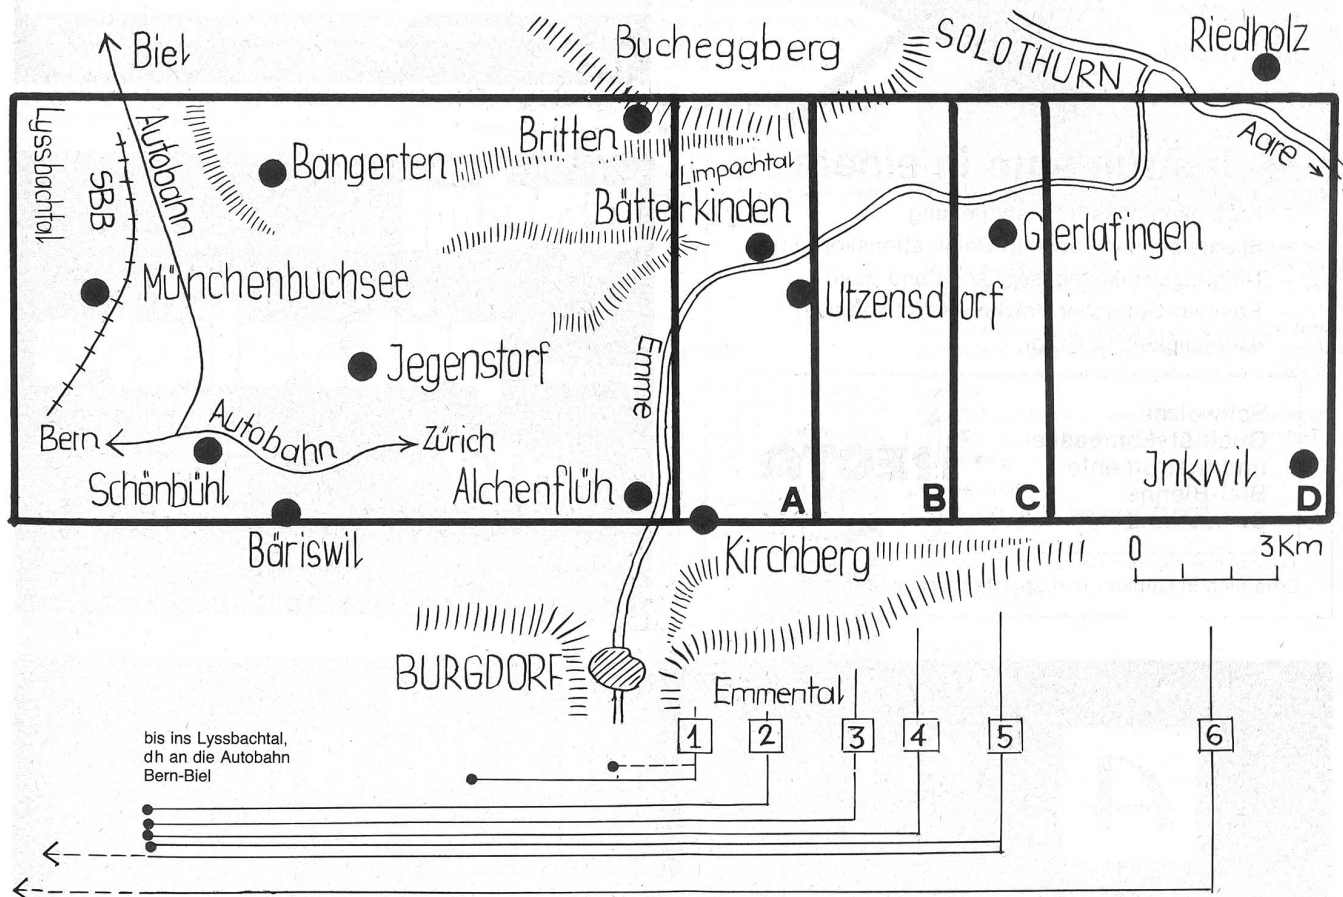 Biel
Bucheggberg
SOLOTHURN
Riedholz
Lyssbachtal
SBB
Autobahn
Britten
Bangerten
Limpachtal
Aare
Bätterkinden
Gerlafingen
Münchenbuchsee
Utzensdorf
Jegenstorf
Emme
Bern
Autobahn
Zürich
Schönbühl
Alchenflüh
Jnkwil
A
B
C
D
Bäriswil
Kirchberg
0 3Km
BURGDORF
Emmental
1 2 3 4 5 6
bis ins Lyssbachtal,
dh an die Autobahn
Bern-Biel